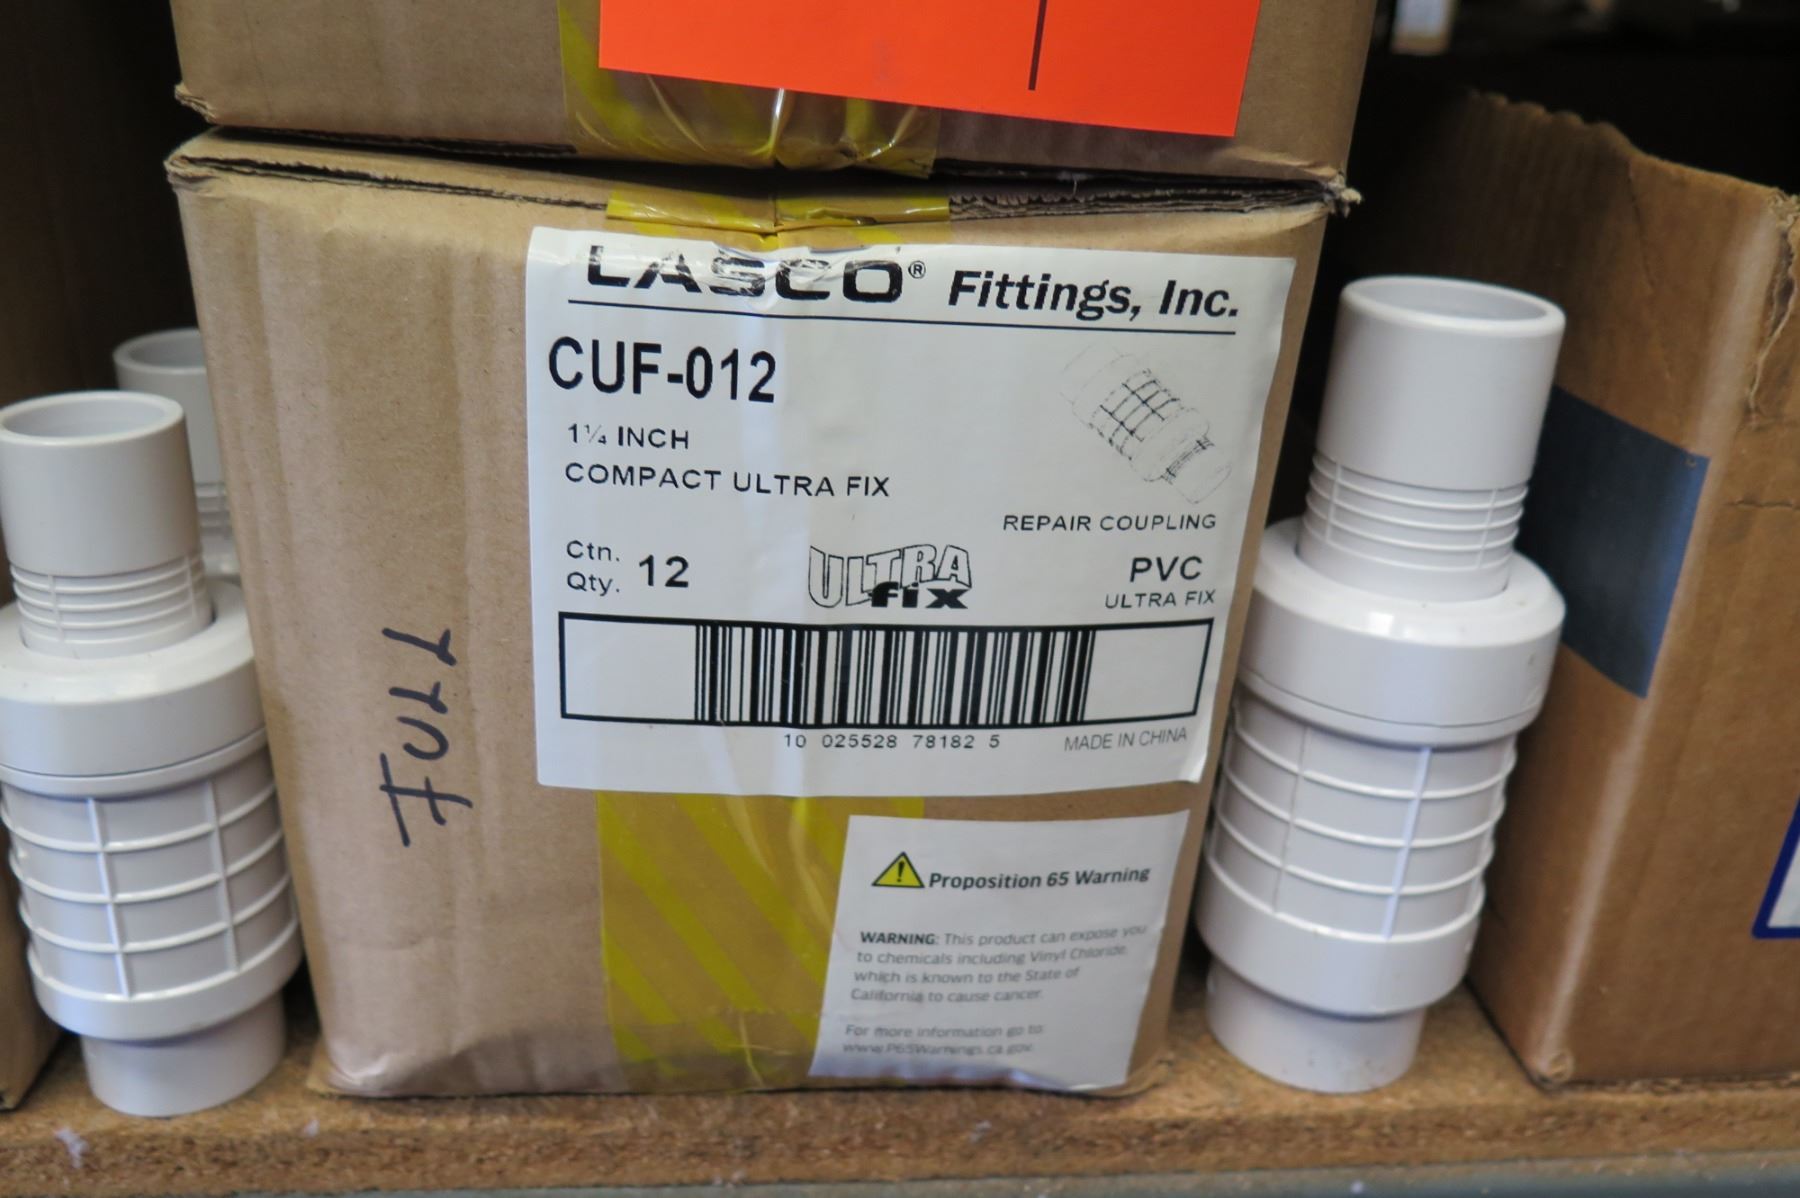 LASCO® Fittings, Inc.
CUF-012
1¼ INCH
COMPACT ULTRA FIX
REPAIR COUPLING
Ctn. Qty. 12
ULTRA fix
PVC
ULTRA FIX
10 025528 78182 5
MADE IN CHINA
FULL
Proposition 65 Warning
WARNING: This product can expose you
to chemicals including Vinyl Chloride,
which is known to the State of
California to cause cancer.
For more information go to:
www.P65Warnings.ca.gov.